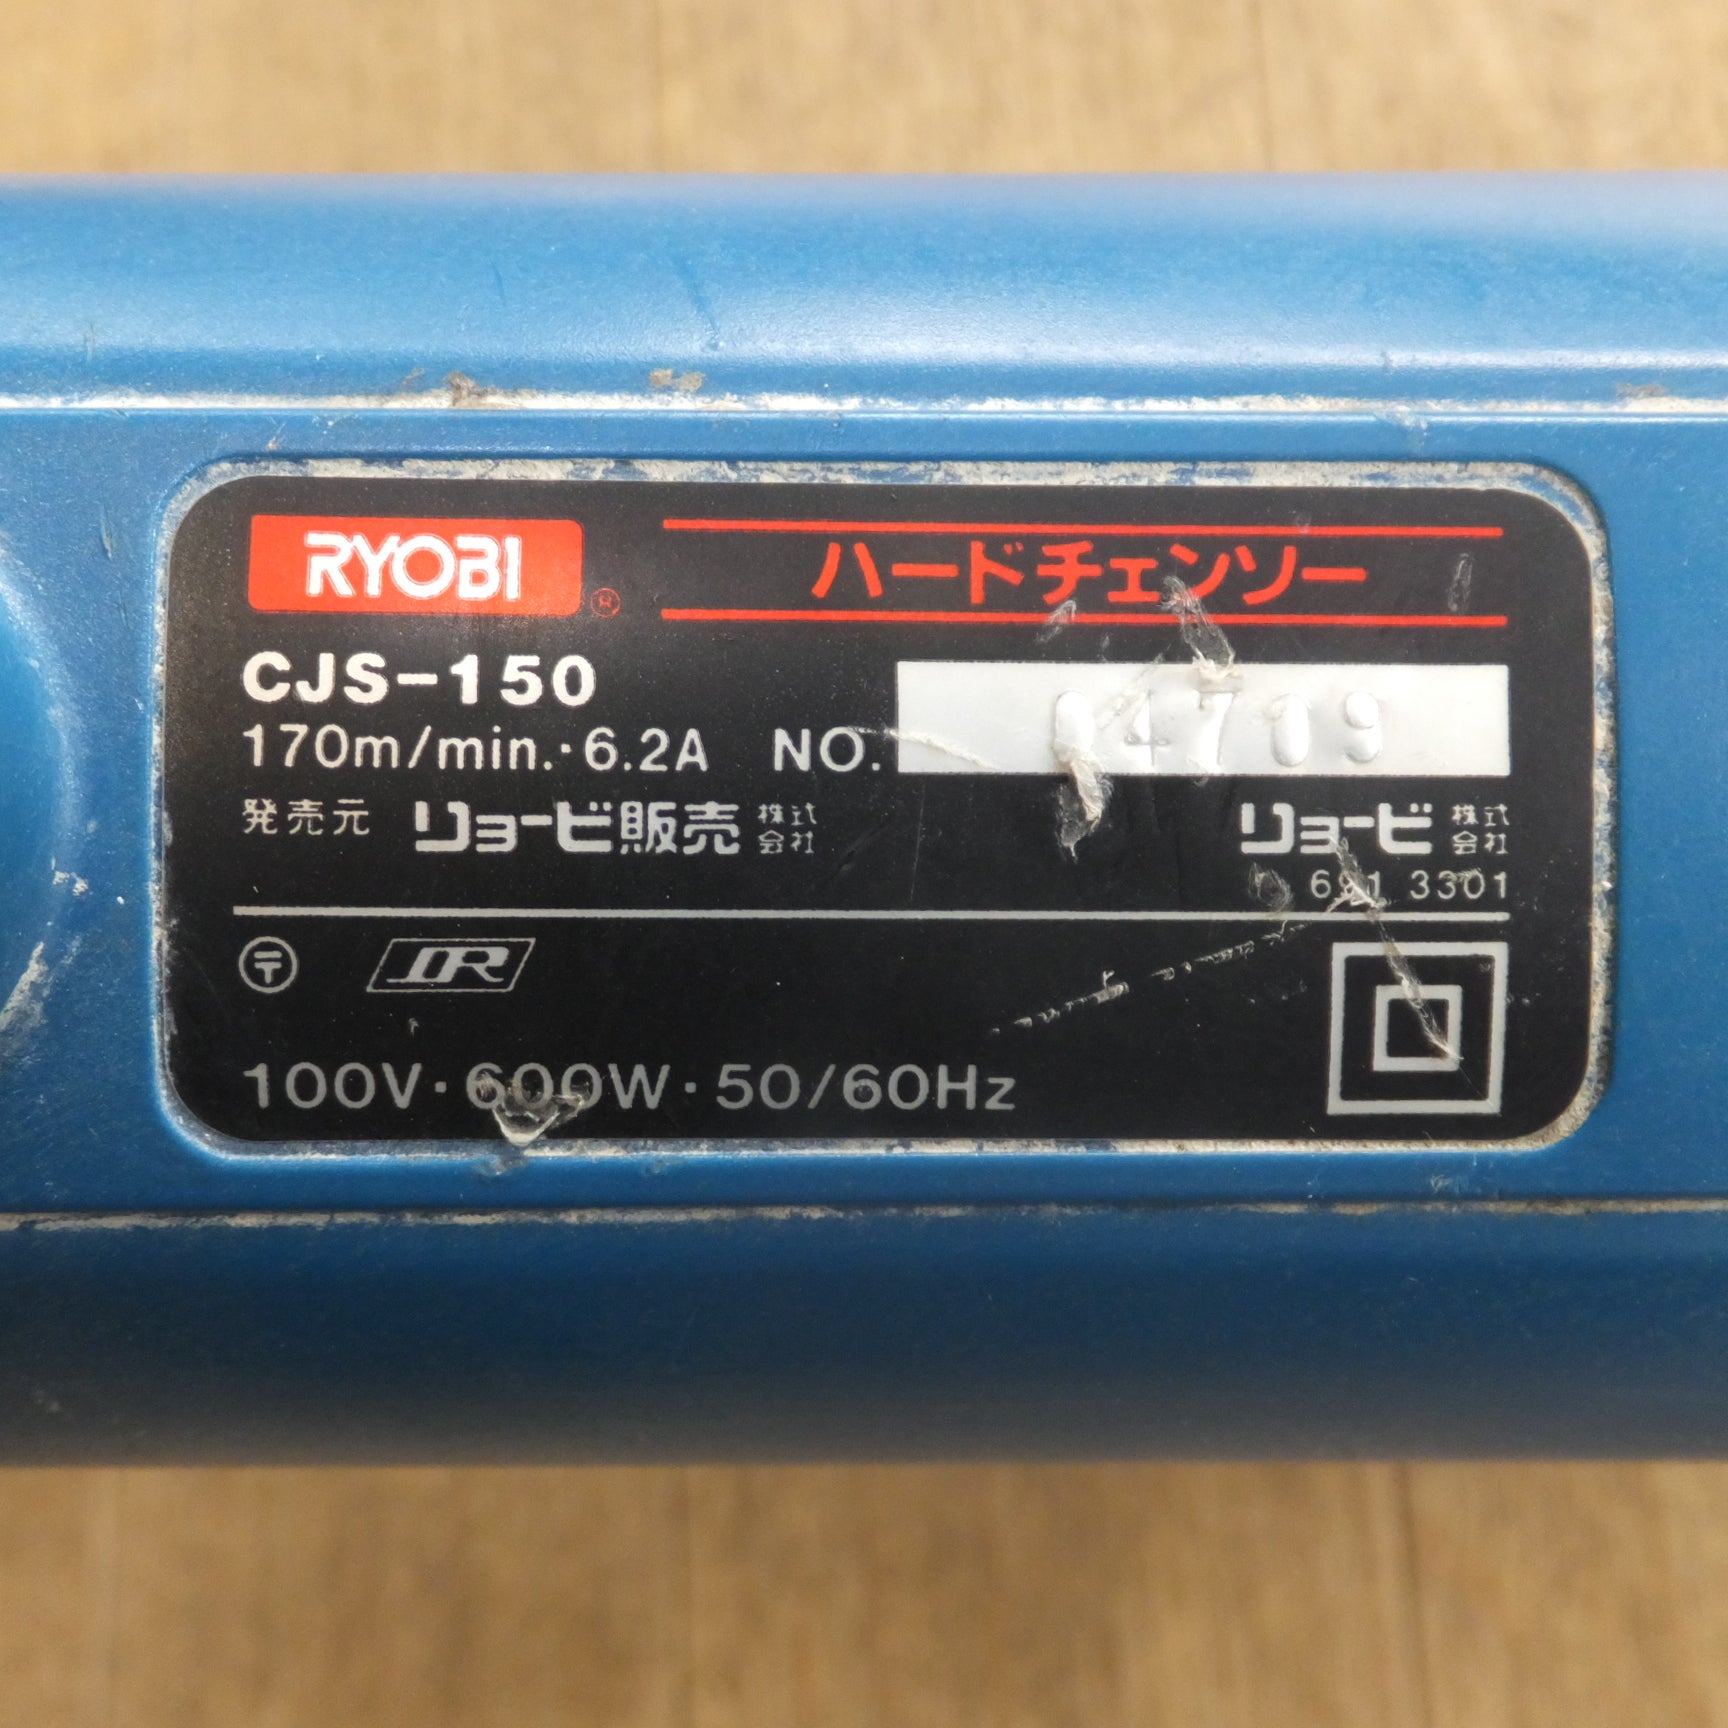 RYOBI ®
ハードチェンソー
CJS-150
170m/min.·6.2A NO. 04709
発売元 リョービ販売 株式会社 リョービ 株式会社
3301
〒 IR
100V·600W·50/60Hz